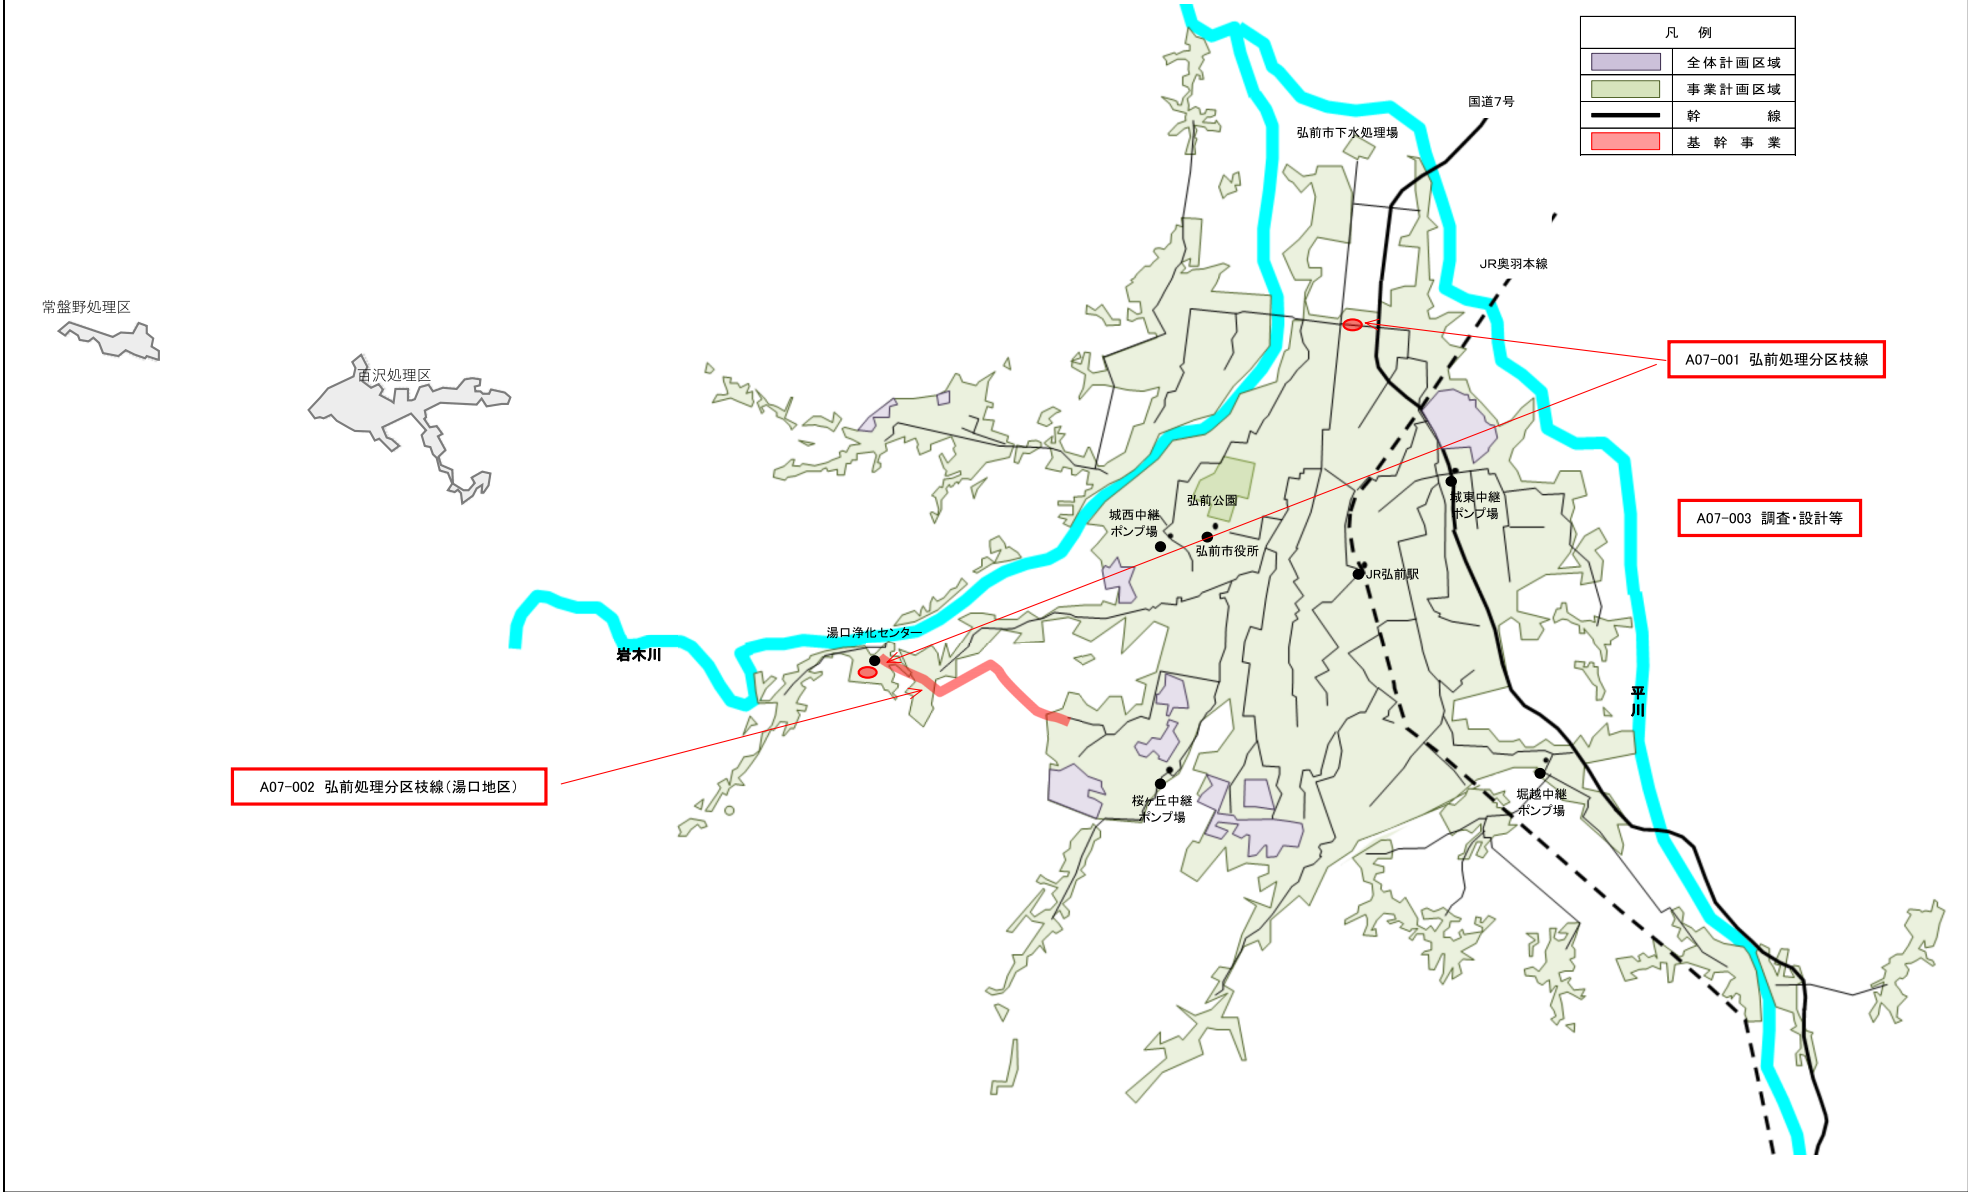 凡 例
全体計画区域
事業計画区域
幹 線
基 幹 事 業
国道7号
弘前市下水処理場
JR奥羽本線
常盤野処理区
百沢処理区
A07-001 弘前処理分区枝線
弘前公園
城西中継
ポンプ場
城東中継
ポンプ場
A07-003 調査・設計等
弘前市役所
JR弘前駅
湯口浄化センター
岩木川
平
川
A07-002 弘前処理分区枝線（湯口地区）
桜ヶ丘中継
ポンプ場
堀越中継
ポンプ場